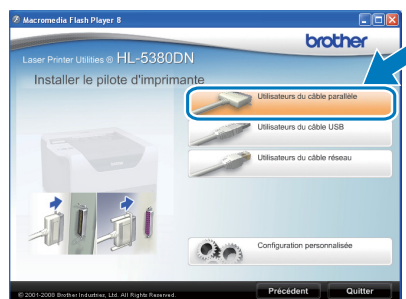 Macromedia Flash Player 8
brother
Laser Printer Utilities ® HL-5380DN
Installer le pilote d'imprimante
Utilisateurs du câble parallèle
Utilisateurs du câble USB
Utilisateurs du câble réseau
Configuration personnalisée
© 2001-2008 Brother Industries, Ltd. All Rights Reserved.
Précédent
Quitter